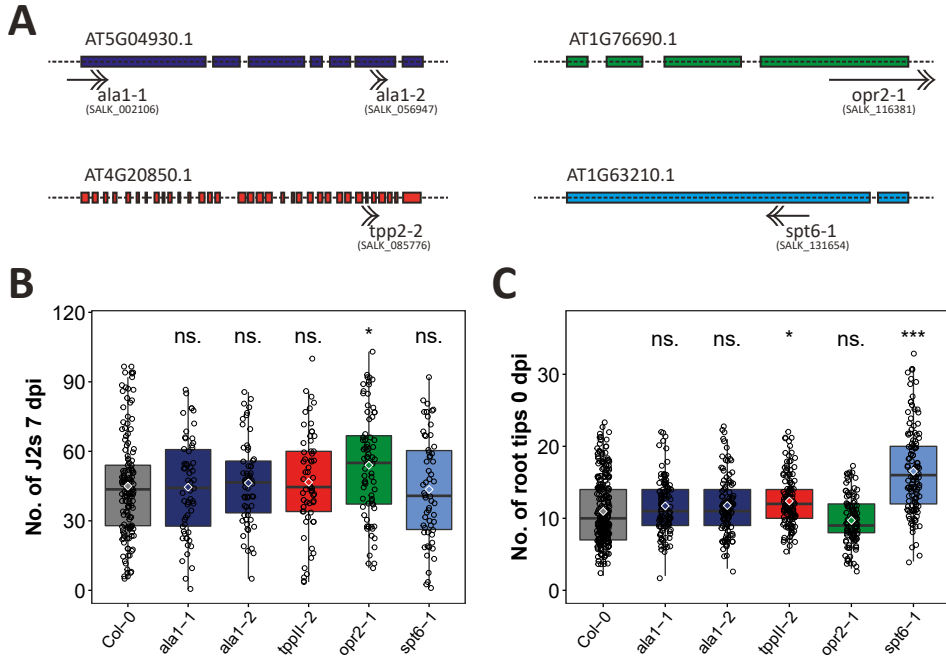 A
AT5G04930.1
AT1G76690.1
ala1-1
(SALK_002106)
ala1-2
(SALK_056947)
opr2-1
(SALK_116381)
AT4G20850.1
AT1G63210.1
tpp2-2
(SALK_085776)
spt6-1
(SALK_131654)
B
No. of J2s 7 dpi
120
90
60
30
0
ns.
ns.
ns.
*
ns.
Col-0
ala1-1
ala1-2
tppII-2
opr2-1
spt6-1
C
No. of root tips 0 dpi
30
20
10
0
ns.
ns.
*
ns.
***
Col-0
ala1-1
ala1-2
tppII-2
opr2-1
spt6-1